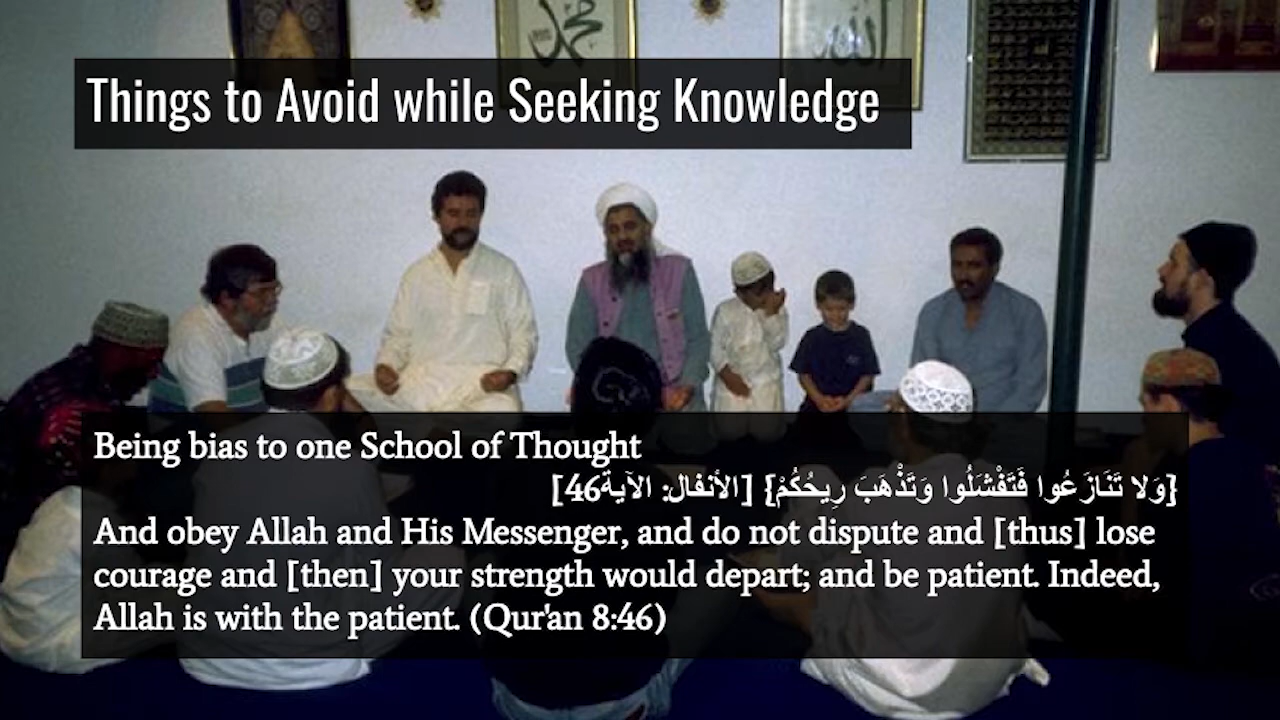 محمد
الله
Things to Avoid while Seeking Knowledge
Being bias to one School of Thought
{وَلا تَنَازَعُوا فَتَفْشَلُوا وَتَذْهَبَ رِيحُكُمْ} [الأنفال: الآية46]
And obey Allah and His Messenger, and do not dispute and [thus] lose
courage and [then] your strength would depart; and be patient. Indeed,
Allah is with the patient. (Qur'an 8:46)